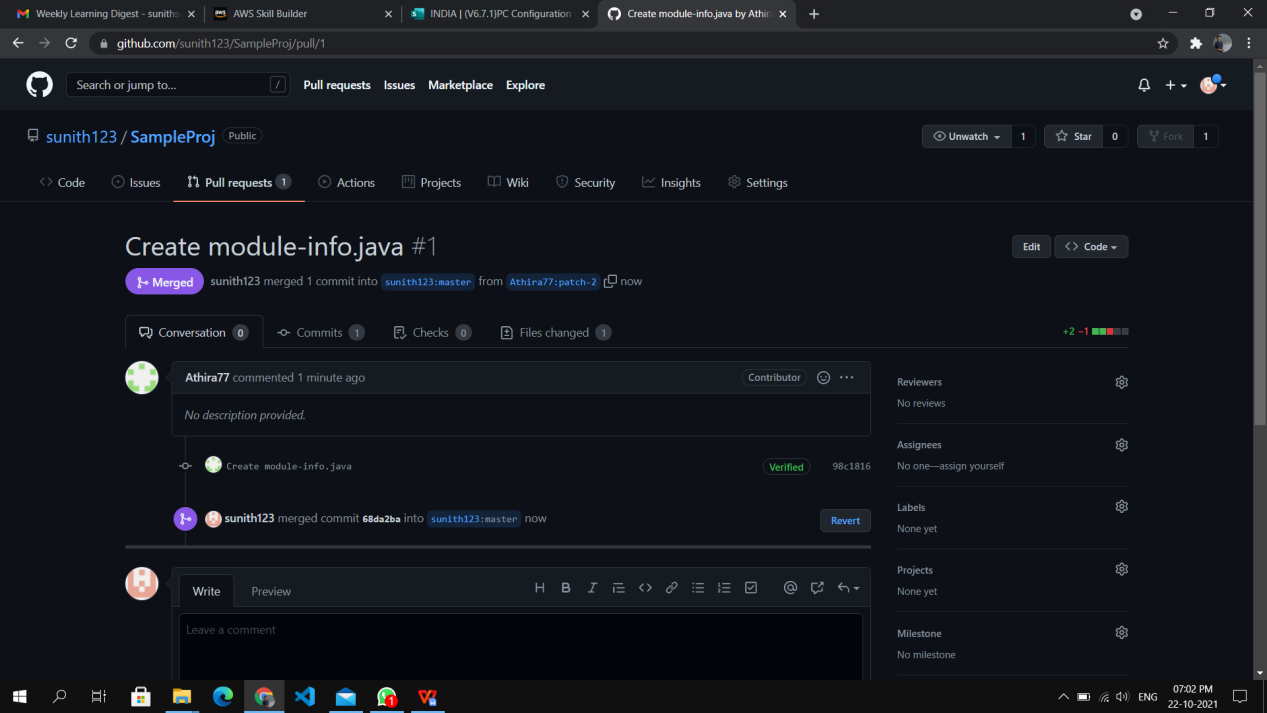 Weekly Learning Digest - suniths
AWS Skill Builder
INDIA | (V6.7.1)PC Configuration
Create module-info.java by Athira
github.com/sunith123/SampleProj/pull/1
Search or jump to... /
Pull requests Issues Marketplace Explore
sunith123 / SampleProj Public
Unwatch 1 Star 0 Fork 1
Code Issues Pull requests 1 Actions Projects Wiki Security Insights Settings
Create module-info.java #1
Edit Code
Merged sunith123 merged 1 commit into sunith123:master from Athira77:patch-2 now
Conversation 0 Commits 1 Checks 0 Files changed 1
+2 −1
Athira77 commented 1 minute ago Contributor
No description provided.
Create module-info.java Verified 98c1816
sunith123 merged commit 68da2ba into sunith123:master now Revert
Write Preview
Leave a comment
Reviewers
No reviews
Assignees
No one—assign yourself
Labels
None yet
Projects
None yet
Milestone
No milestone
1
ENG
07:02 PM
22-10-2021